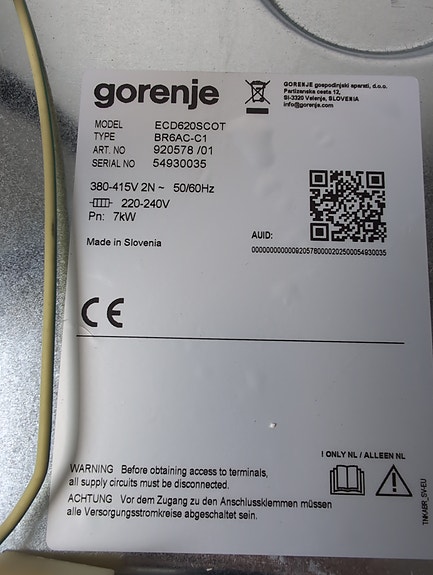 gorenje
GORENJE gospodinjski aparati, d.o.o.
Partizanska cesta 12,
SI-3320 Velenje, SLOVENIA
info@gorenje.com
MODEL ECD620SCOT
TYPE BR6AC-C1
ART. NO 920578 /01
SERIAL NO 54930035
380-415V 2N ~ 50/60Hz
220-240V
Pn: 7kW
Made in Slovenia
AUID:
0000000000009205780000202500054930035
CE
! ONLY NL / ALLEEN NL
WARNING Before obtaining access to terminals,
all supply circuits must be disconnected.
ACHTUNG Vor dem Zugang zu den Anschlussklemmen müssen
alle Versorgungsstromkreise abgeschaltet sein.
TNKABR_SV-EU